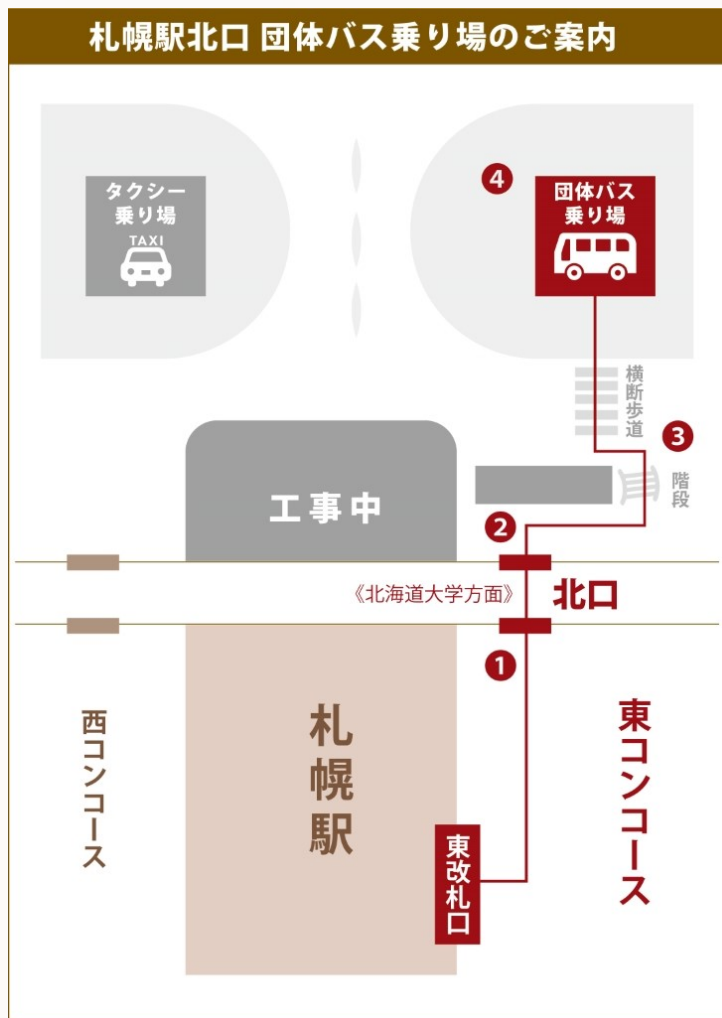 札幌駅北口 団体バス乗り場のご案内
タクシー
乗り場
TAXI
4
団体バス
乗り場
横断歩道
3
階段
工事中
2
《北海道大学方面》
北口
1
西コンコース
札幌駅
東改札口
東コンコース